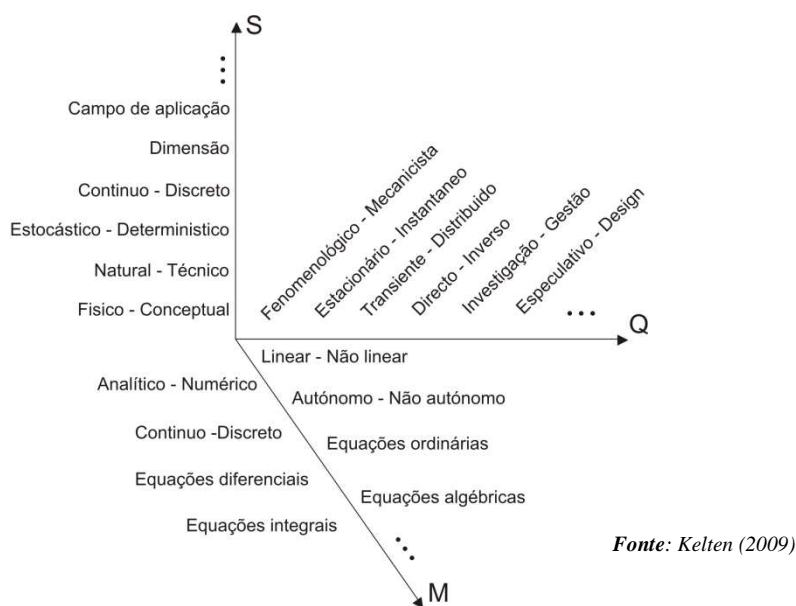 S
Campo de aplicação
Dimensão
Continuo - Discreto
Estocástico - Deterministico
Natural - Técnico
Fisico - Conceptual
Fenomenológico - Mecanicista
Estacionário - Instantaneo
Transiente - Distribuido
Directo - Inverso
Investigação - Gestão
Especulativo - Design
Q
Linear - Não linear
Analítico - Numérico
Autónomo - Não autónomo
Continuo -Discreto
Equações ordinárias
Equações diferenciais
Equações algébricas
Equações integrais
M
Fonte: Kelten (2009)